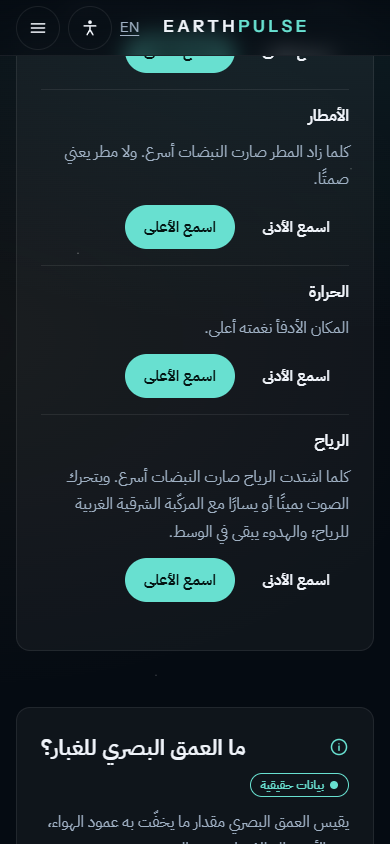 EN
EARTHPULSE
الأمطار
كلما زاد المطر صارت النبضات أسرع. ولا مطر يعني
صمتًا.
اسمع الأدنى
اسمع الأعلى
الحرارة
المكان الأدفأ نغمته أعلى.
اسمع الأدنى
اسمع الأعلى
الرياح
كلما اشتدت الرياح صارت النبضات أسرع. ويتحرك
الصوت يمينًا أو يسارًا مع المركّبة الشرقية الغربية
للرياح؛ والهدوء يبقى في الوسط.
اسمع الأدنى
اسمع الأعلى
ما العمق البصري للغبار؟
بيانات حقيقية
يقيس العمق البصري مقدار ما يخفّت به عمود الهواء،